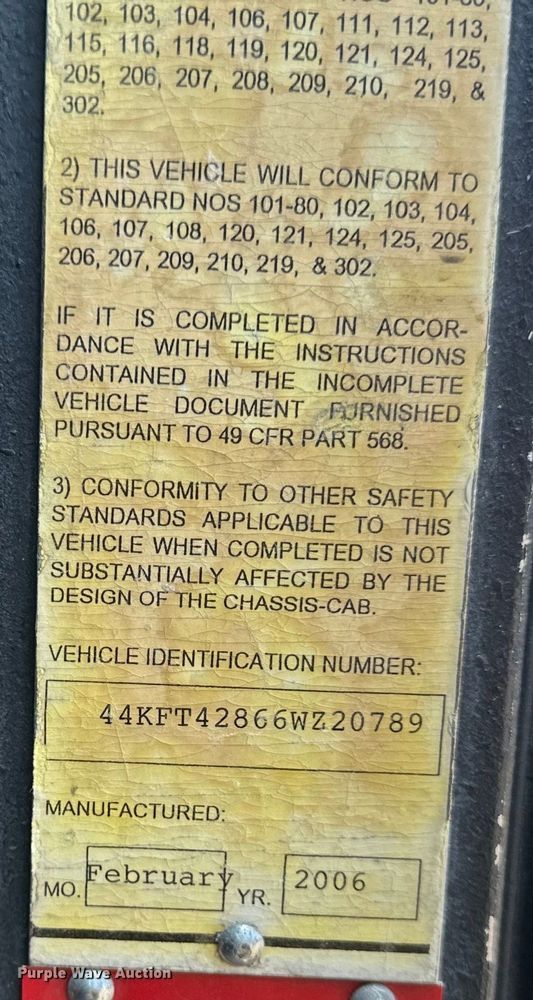 102, 103, 104, 106, 107, 111, 112, 113,
115, 116, 118, 119, 120, 121, 124, 125,
205, 206, 207, 208, 209, 210, 219, &
302.
2) THIS VEHICLE WILL CONFORM TO
STANDARD NOS 101-80, 102, 103, 104,
106, 107, 108, 120, 121, 124, 125, 205,
206, 207, 209, 210, 219, & 302.
IF IT IS COMPLETED IN ACCOR-
DANCE WITH THE INSTRUCTIONS
CONTAINED IN THE INCOMPLETE
VEHICLE DOCUMENT FURNISHED
PURSUANT TO 49 CFR PART 568.
3) CONFORMITY TO OTHER SAFETY
STANDARDS APPLICABLE TO THIS
VEHICLE WHEN COMPLETED IS NOT
SUBSTANTIALLY AFFECTED BY THE
DESIGN OF THE CHASSIS-CAB.
VEHICLE IDENTIFICATION NUMBER:
44KFT42866WZ20789
MANUFACTURED:
MO. February YR. 2006
Purple Wave Auction